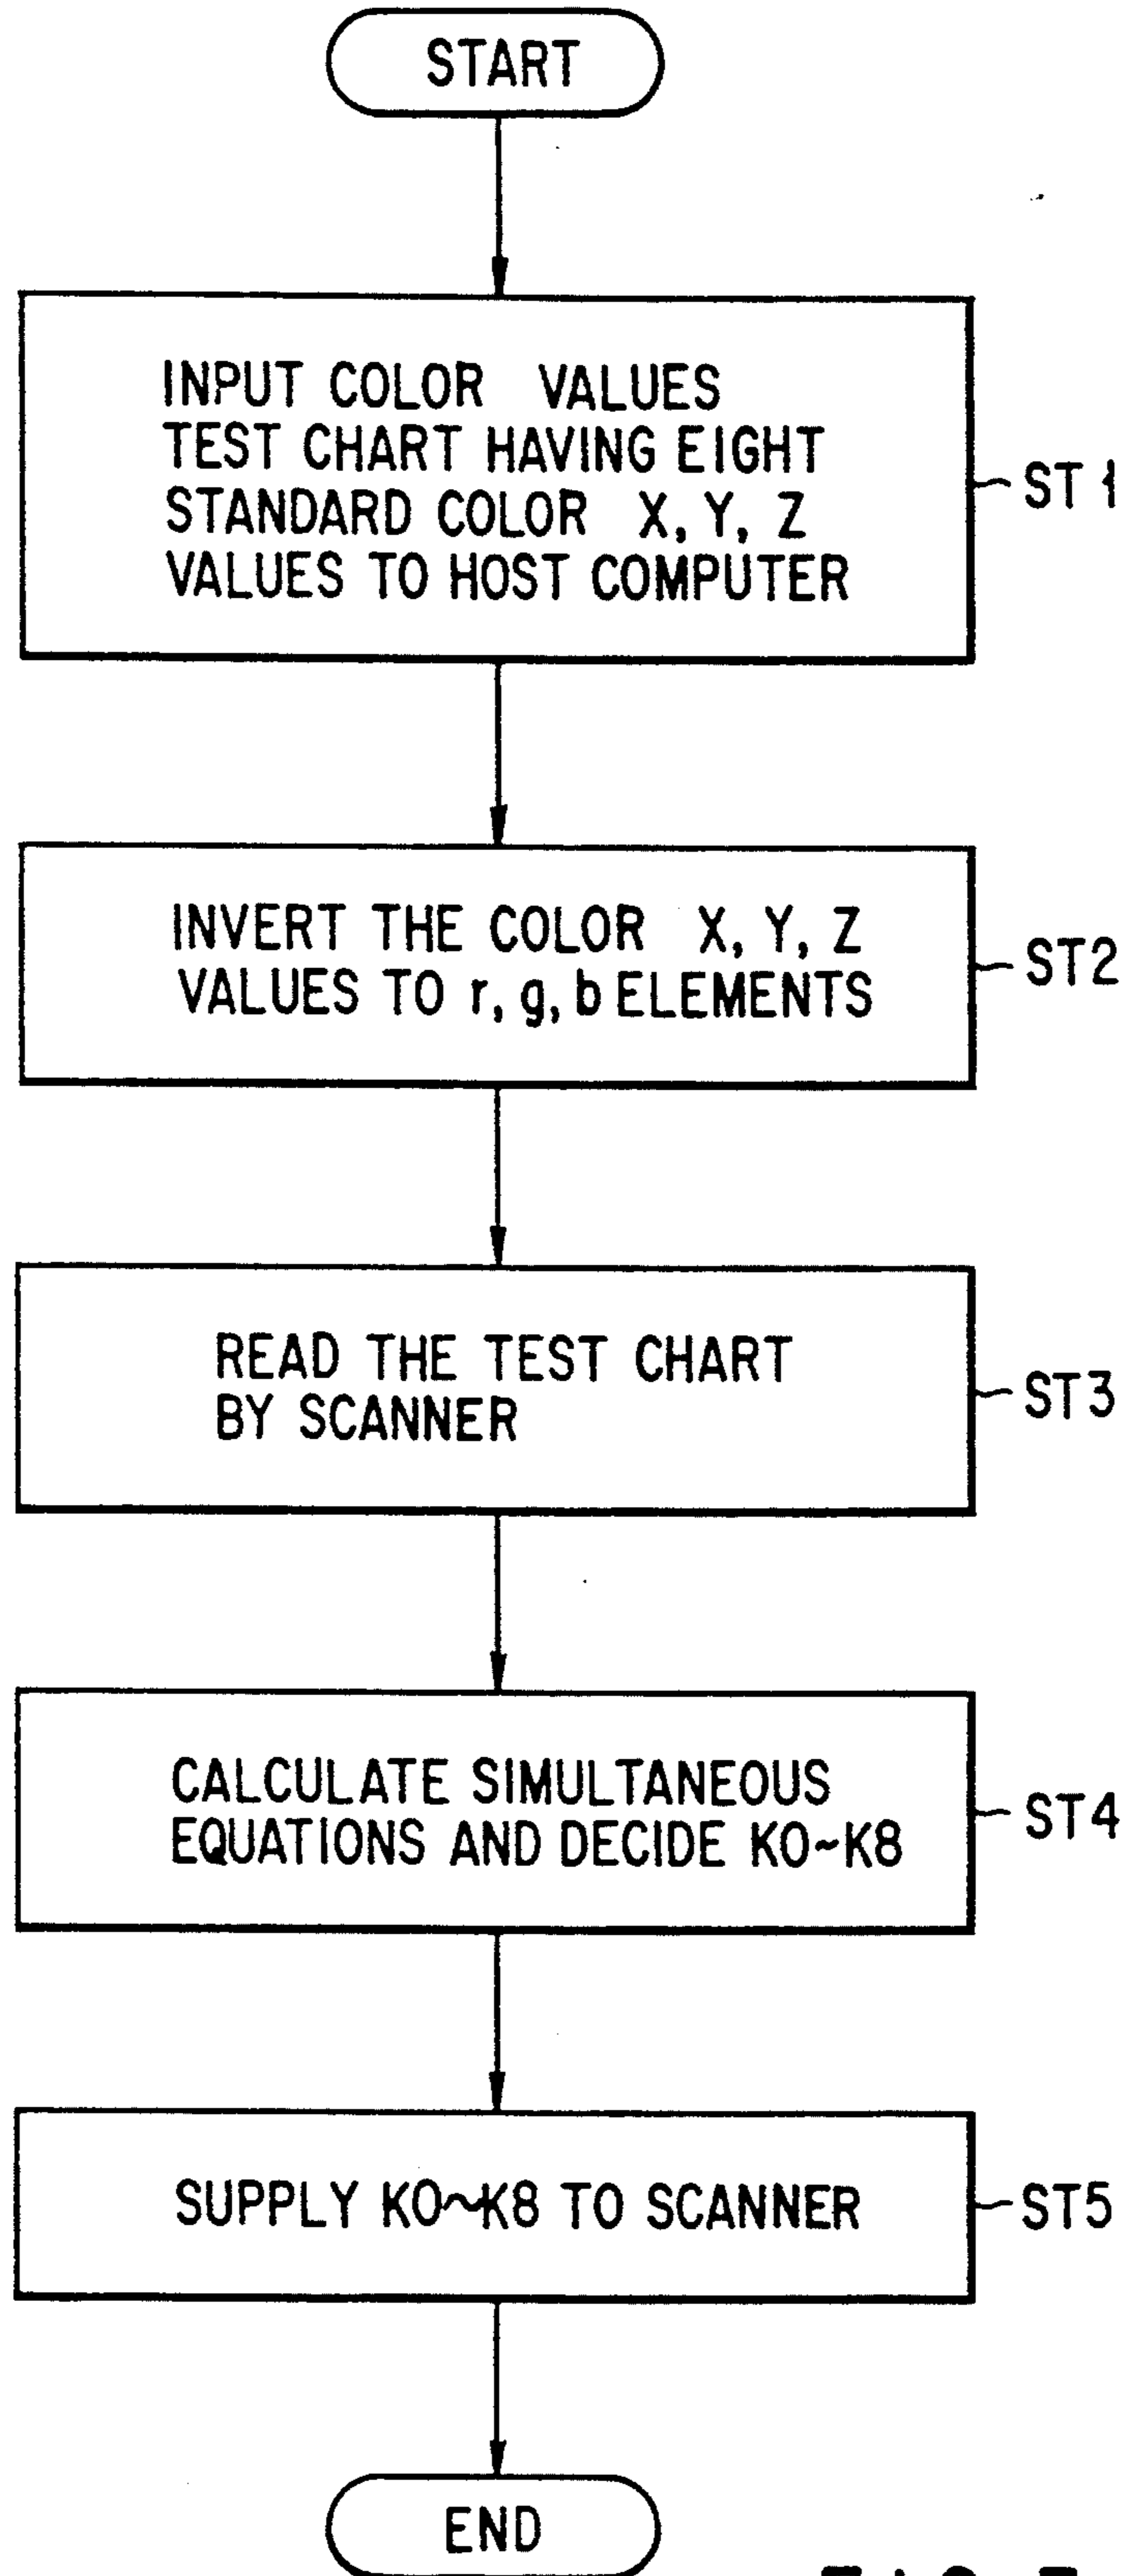 START
INPUT COLOR VALUES
TEST CHART HAVING EIGHT
STANDARD COLOR X, Y, Z
VALUES TO HOST COMPUTER
ST1
INVERT THE COLOR X, Y, Z
VALUES TO r, g, b ELEMENTS
ST2
READ THE TEST CHART
BY SCANNER
ST3
CALCULATE SIMULTANEOUS
EQUATIONS AND DECIDE K0~K8
ST4
SUPPLY K0~K8 TO SCANNER
ST5
END